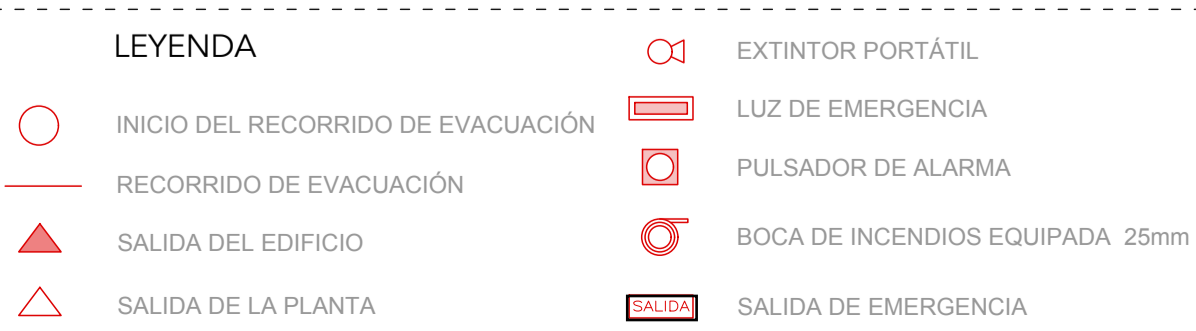 LEYENDA
INICIO DEL RECORRIDO DE EVACUACIÓN
RECORRIDO DE EVACUACIÓN
SALIDA DEL EDIFICIO
SALIDA DE LA PLANTA
EXTINTOR PORTÁTIL
LUZ DE EMERGENCIA
PULSADOR DE ALARMA
BOCA DE INCENDIOS EQUIPADA 25mm
SALIDA SALIDA DE EMERGENCIA